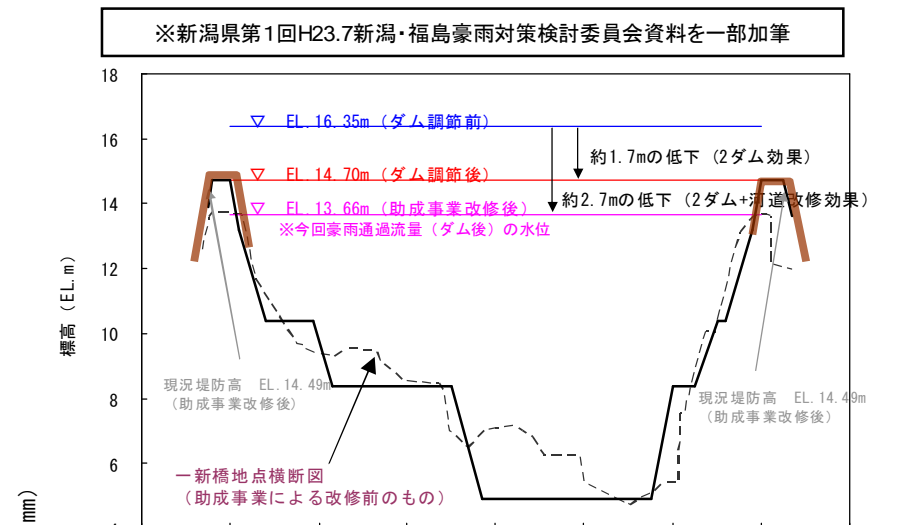 ※新潟県第1回H23.7新潟・福島豪雨対策検討委員会資料を一部加筆
18
▽ EL.16.35m（ダム調節前）
16
約1.7mの低下（2ダム効果）
▽ EL.14.70m（ダム調節後）
14
約2.7mの低下（2ダム+河道改修効果）
▽ EL.13.66m（助成事業改修後）
※今回豪雨通過流量（ダム後）の水位
12
標高（EL.m）
10
8
現況堤防高 EL.14.49m
（助成事業改修後）
現況堤防高 EL.14.49m
（助成事業改修後）
6
一新橋地点横断図
（助成事業による改修前のもの）
mm)